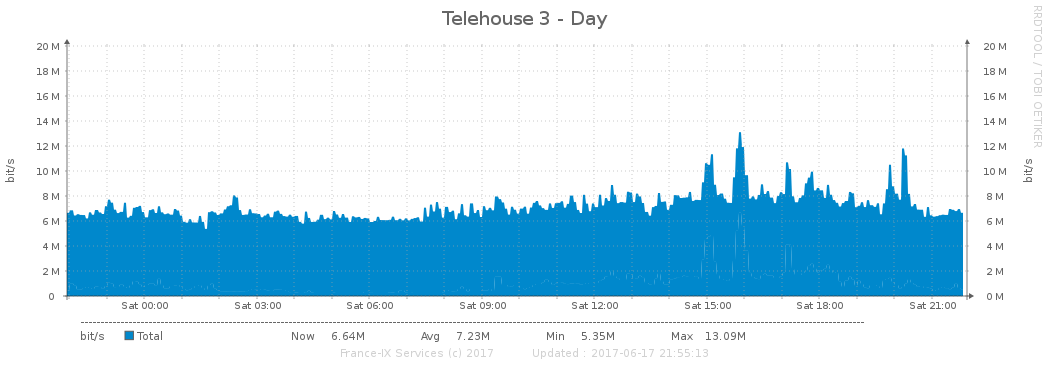 Telehouse 3 - Day
RRDTOOL / TOBI OETIKER
bit/s
20 M 20 M
18 M 18 M
16 M 16 M
14 M 14 M
12 M 12 M
10 M 10 M
8 M 8 M
6 M 6 M
4 M 4 M
2 M 2 M
0 0 M
bit/s
Sat 00:00 Sat 03:00 Sat 06:00 Sat 09:00 Sat 12:00 Sat 15:00 Sat 18:00 Sat 21:00
bit/s Total Now 6.64M Avg 7.23M Min 5.35M Max 13.09M
France-IX Services (c) 2017 Updated : 2017-06-17 21:55:13